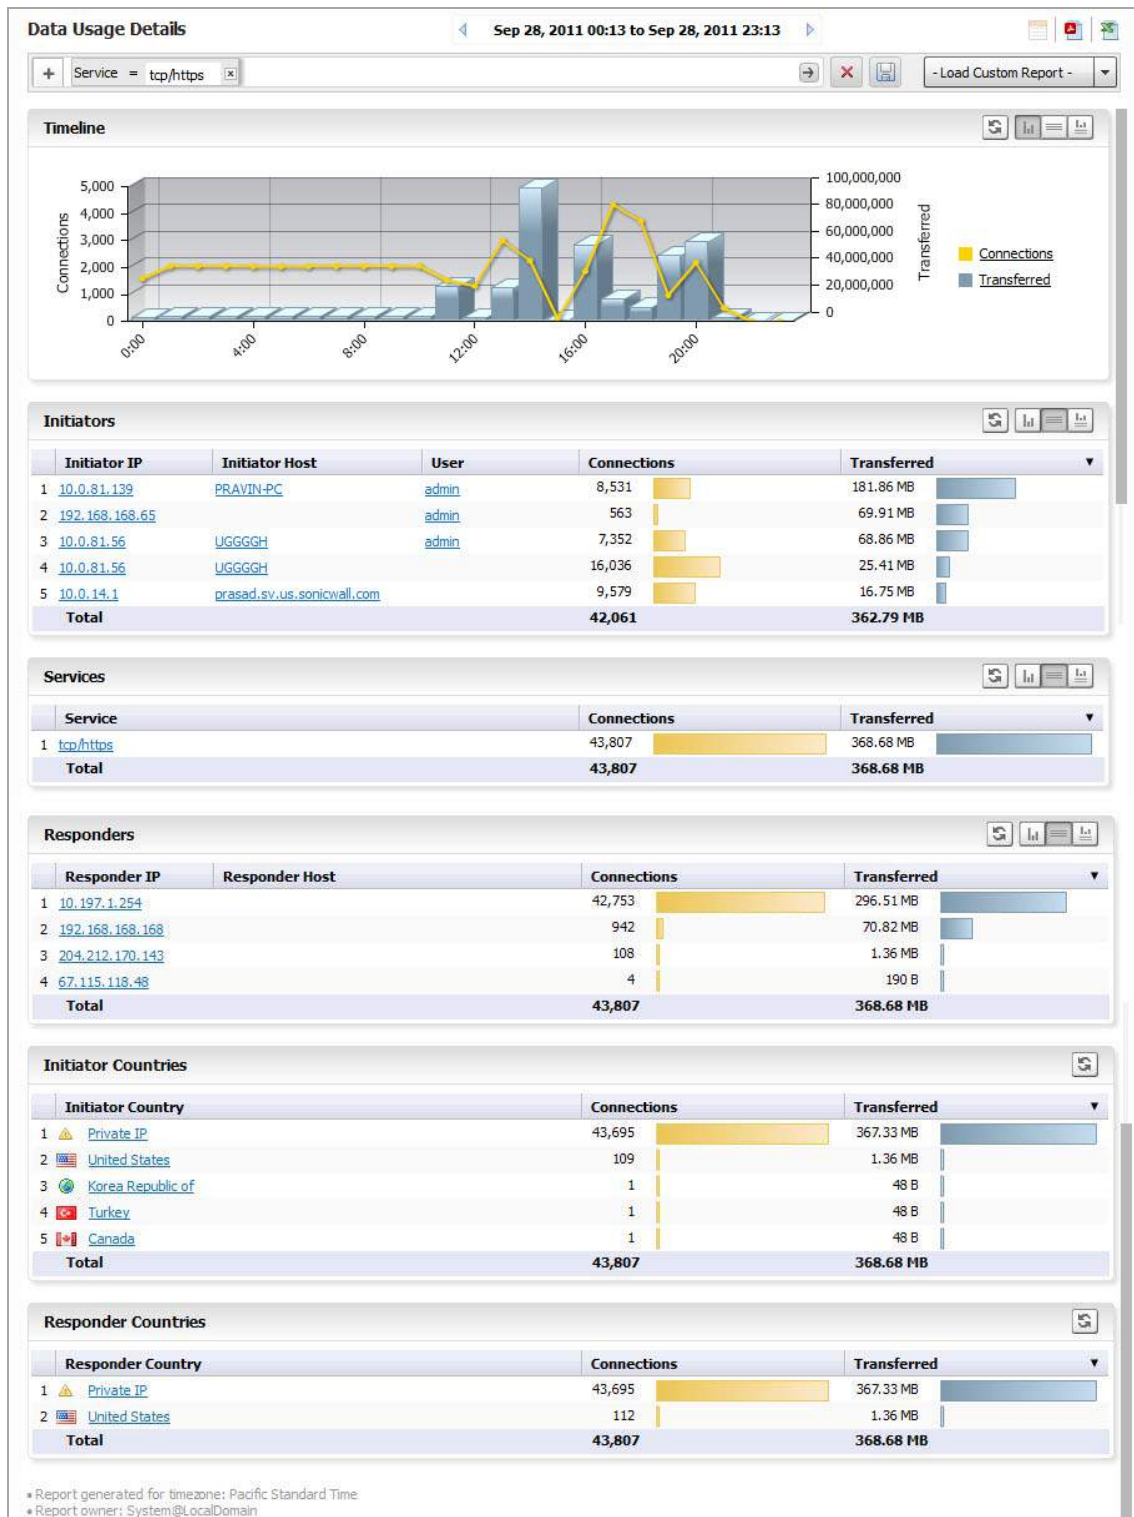 Data Usage Details
Sep 28, 2011 00:13 to Sep 28, 2011 23:13
+ Service = tcp/https x
- Load Custom Report -
Timeline
5,000
4,000
3,000
2,000
1,000
0
Connections
100,000,000
80,000,000
60,000,000
40,000,000
20,000,000
0
Transferred
0:00 4:00 8:00 12:00 16:00 20:00
Connections
Transferred
Initiators
Initiator IP Initiator Host User Connections Transferred
1 10.0.81.139 PRAVIN-PC admin 8,531 181.86 MB
2 192.168.168.65 admin 563 69.91 MB
3 10.0.81.56 UGGGGH admin 7,352 68.86 MB
4 10.0.81.56 UGGGGH 16,036 25.41 MB
5 10.0.14.1 prasad.sv.us.sonicwall.com 9,579 16.75 MB
Total 42,061 362.79 MB
Services
Service Connections Transferred
1 tcp/https 43,807 368.68 MB
Total 43,807 368.68 MB
Responders
Responder IP Responder Host Connections Transferred
1 10.197.1.254 42,753 296.51 MB
2 192.168.168.168 942 70.82 MB
3 204.212.170.143 108 1.36 MB
4 67.115.118.48 4 190 B
Total 43,807 368.68 MB
Initiator Countries
Initiator Country Connections Transferred
1 Private IP 43,695 367.33 MB
2 United States 109 1.36 MB
3 Korea Republic of 1 48 B
4 Turkey 1 48 B
5 Canada 1 48 B
Total 43,807 368.68 MB
Responder Countries
Responder Country Connections Transferred
1 Private IP 43,695 367.33 MB
2 United States 112 1.36 MB
Total 43,807 368.68 MB
Report generated for timezone: Pacific Standard Time
Report owner: System@LocalDomain